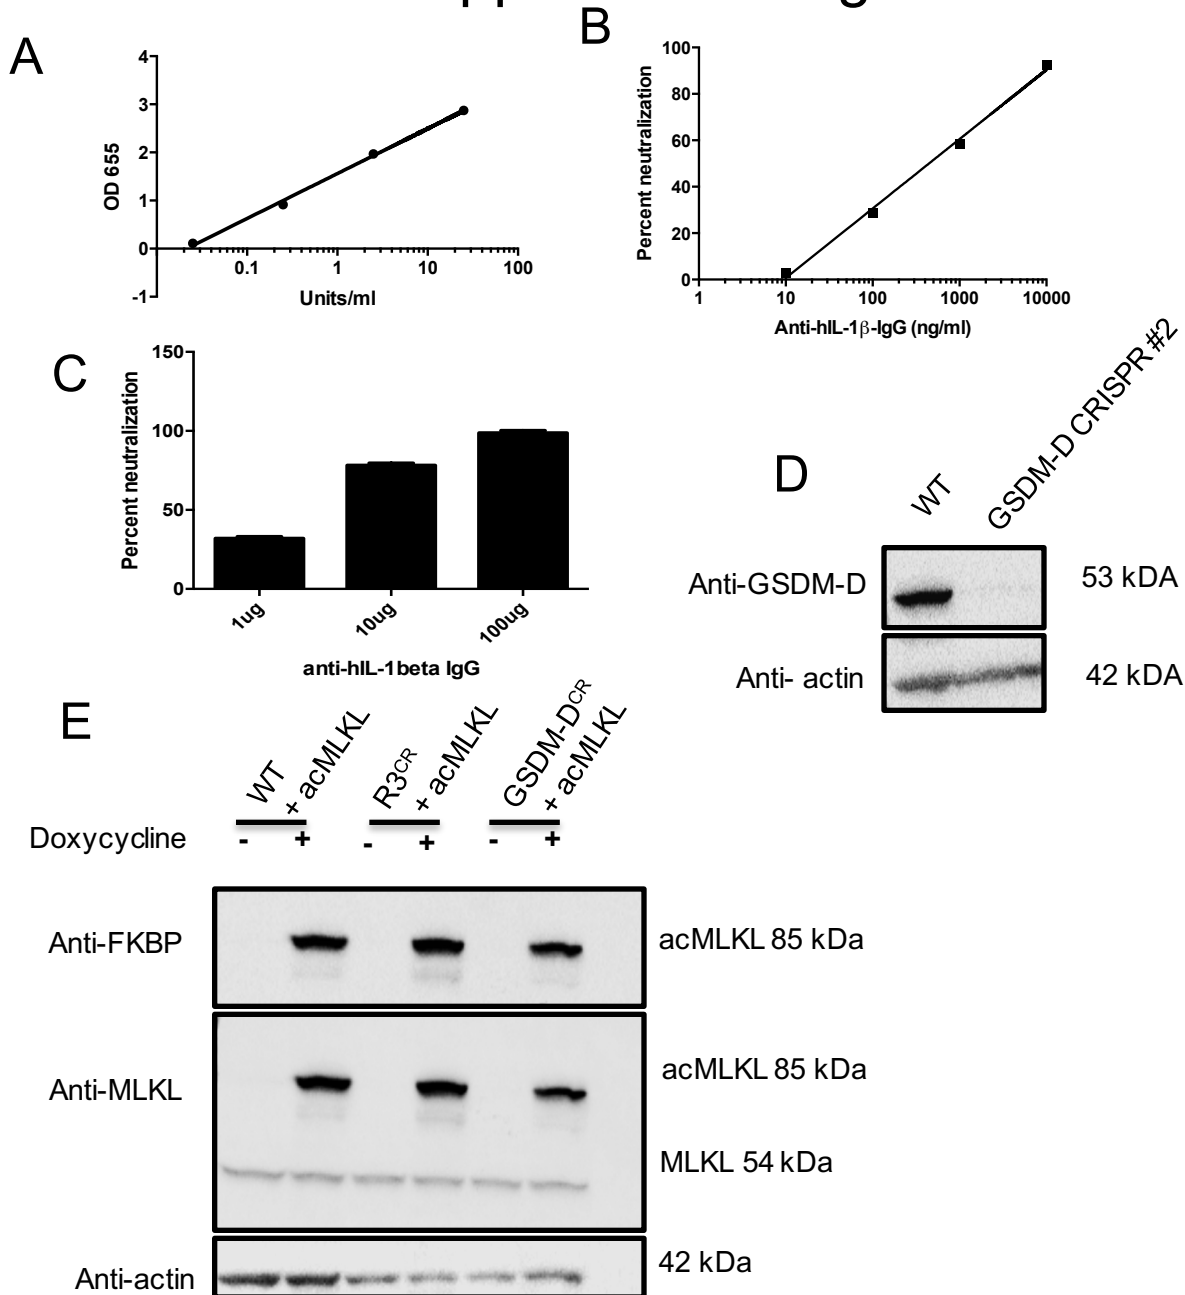 A
4
3
2
1
0
-1
OD 655
0.1
1
10
100
Units/ml
B
100
80
60
40
20
0
Percent neutralization
1
10
100
1000
10000
Anti-hIL-1β-IgG (ng/ml)
C
150
100
50
0
Percent neutralization
1ug
10ug
100ug
anti-hIL-1beta IgG
D
WT
GSDM-D CRISPR #2
Anti-GSDM-D
53 kDA
Anti- actin
42 kDA
E
WT
+ acMLKL
R3CR
+ acMLKL
GSDM-DCR
+ acMLKL
Doxycycline
- + - + - +
Anti-FKBP
acMLKL 85 kDa
Anti-MLKL
acMLKL 85 kDa
MLKL 54 kDa
Anti-actin
42 kDa